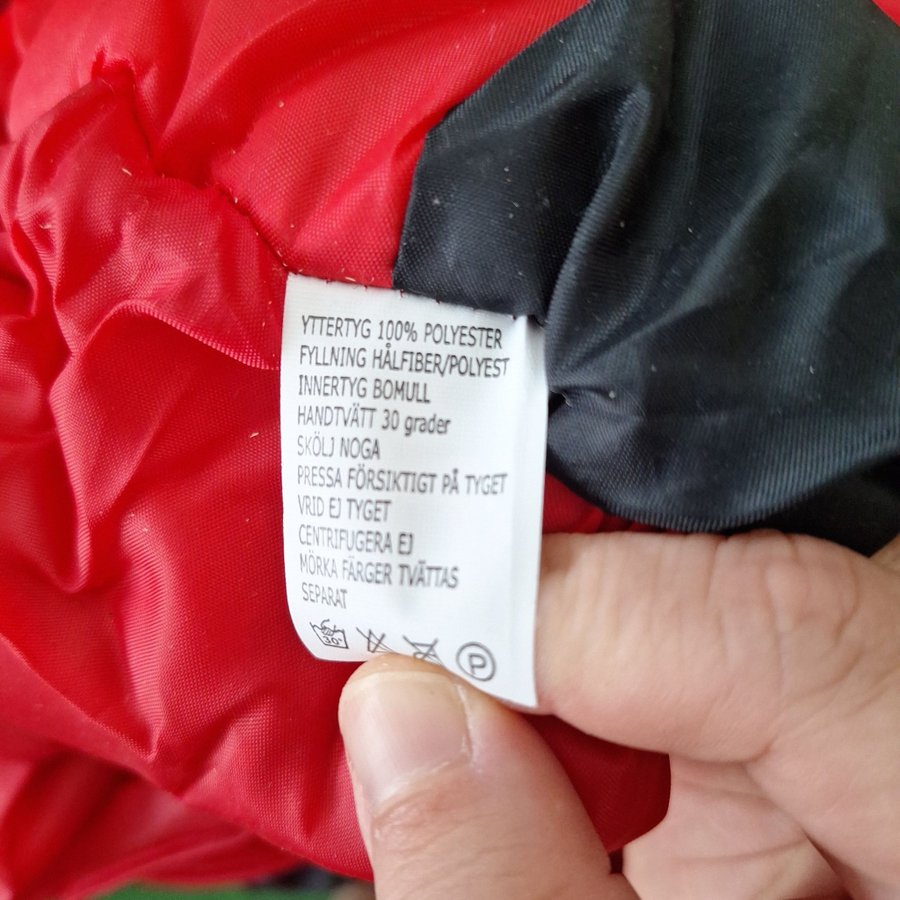 YTTERTYG 100% POLYESTER
FYLLNING HÅLFIBER/POLYEST
INNERTYG BOMULL
HANDTVÄTT 30 grader
SKÖLJ NOGA
PRESSA FÖRSIKTIGT PÅ TYGET
VRID EJ TYGET
CENTRIFUGERA EJ
MÖRKA FÄRGER TVÄTTAS
SEPARAT
30° P